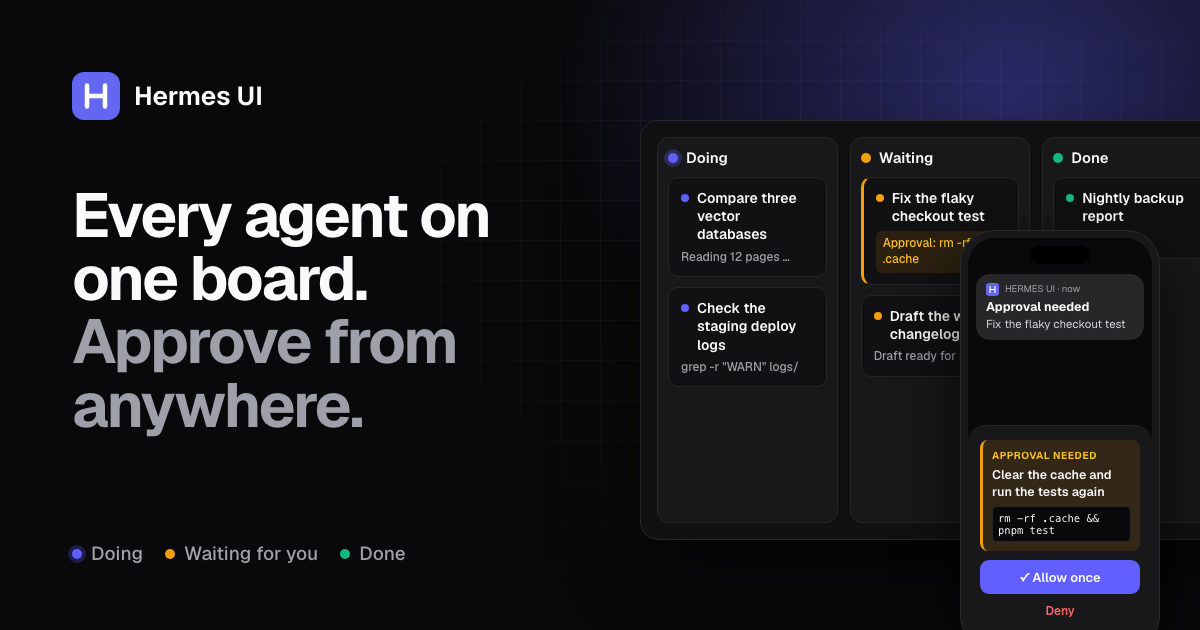 H Hermes UI
Every agent on
one board.
Approve from
anywhere.
Doing
Waiting for you
Done
Doing
Compare three
vector
databases
Reading 12 pages …
Check the
staging deploy
logs
grep -r "WARN" logs/
Waiting
Fix the flaky
checkout test
Approval: rm -rf
.cache
Draft the
changelog
Draft ready for
Done
Nightly backup
report
H HERMES UI · now
Approval needed
Fix the flaky checkout test
APPROVAL NEEDED
Clear the cache and
run the tests again
rm -rf .cache &&
pnpm test
✓ Allow once
Deny